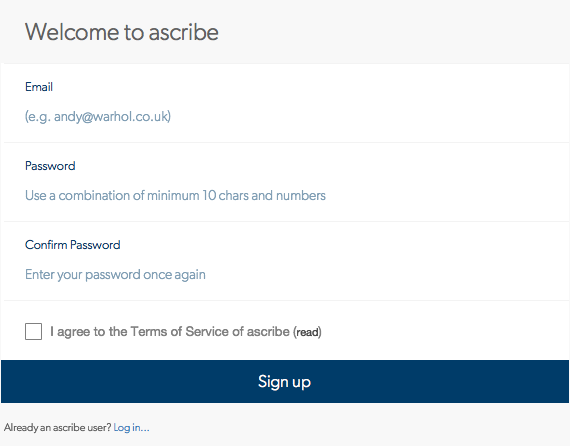 Welcome to ascribe
Email
(e.g. andy@warhol.co.uk)
Password
Use a combination of minimum 10 chars and numbers
Confirm Password
Enter your password once again
I agree to the Terms of Service of ascribe (read)
Sign up
Already an ascribe user? Log in...